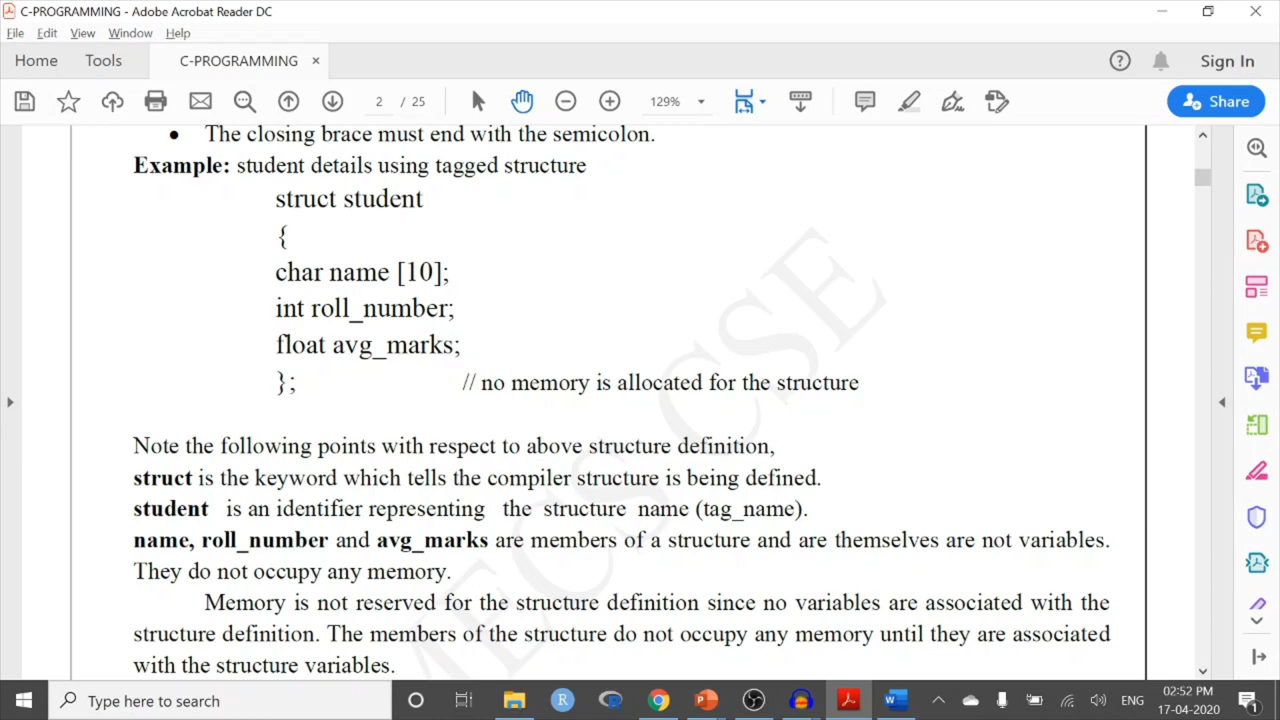 C-PROGRAMMING - Adobe Acrobat Reader DC
File Edit View Window Help
Home Tools C-PROGRAMMING × Sign In
2 / 25 129% Share
• The closing brace must end with the semicolon.
Example: student details using tagged structure
struct student
{
char name [10];
int roll_number;
float avg_marks;
}; // no memory is allocated for the structure
Note the following points with respect to above structure definition,
struct is the keyword which tells the compiler structure is being defined.
student is an identifier representing the structure name (tag_name).
name, roll_number and avg_marks are members of a structure and are themselves are not variables.
They do not occupy any memory.
Memory is not reserved for the structure definition since no variables are associated with the
structure definition. The members of the structure do not occupy any memory until they are associated
with the structure variables.
MECS CSE
Type here to search
ENG
02:52 PM
17-04-2020
1